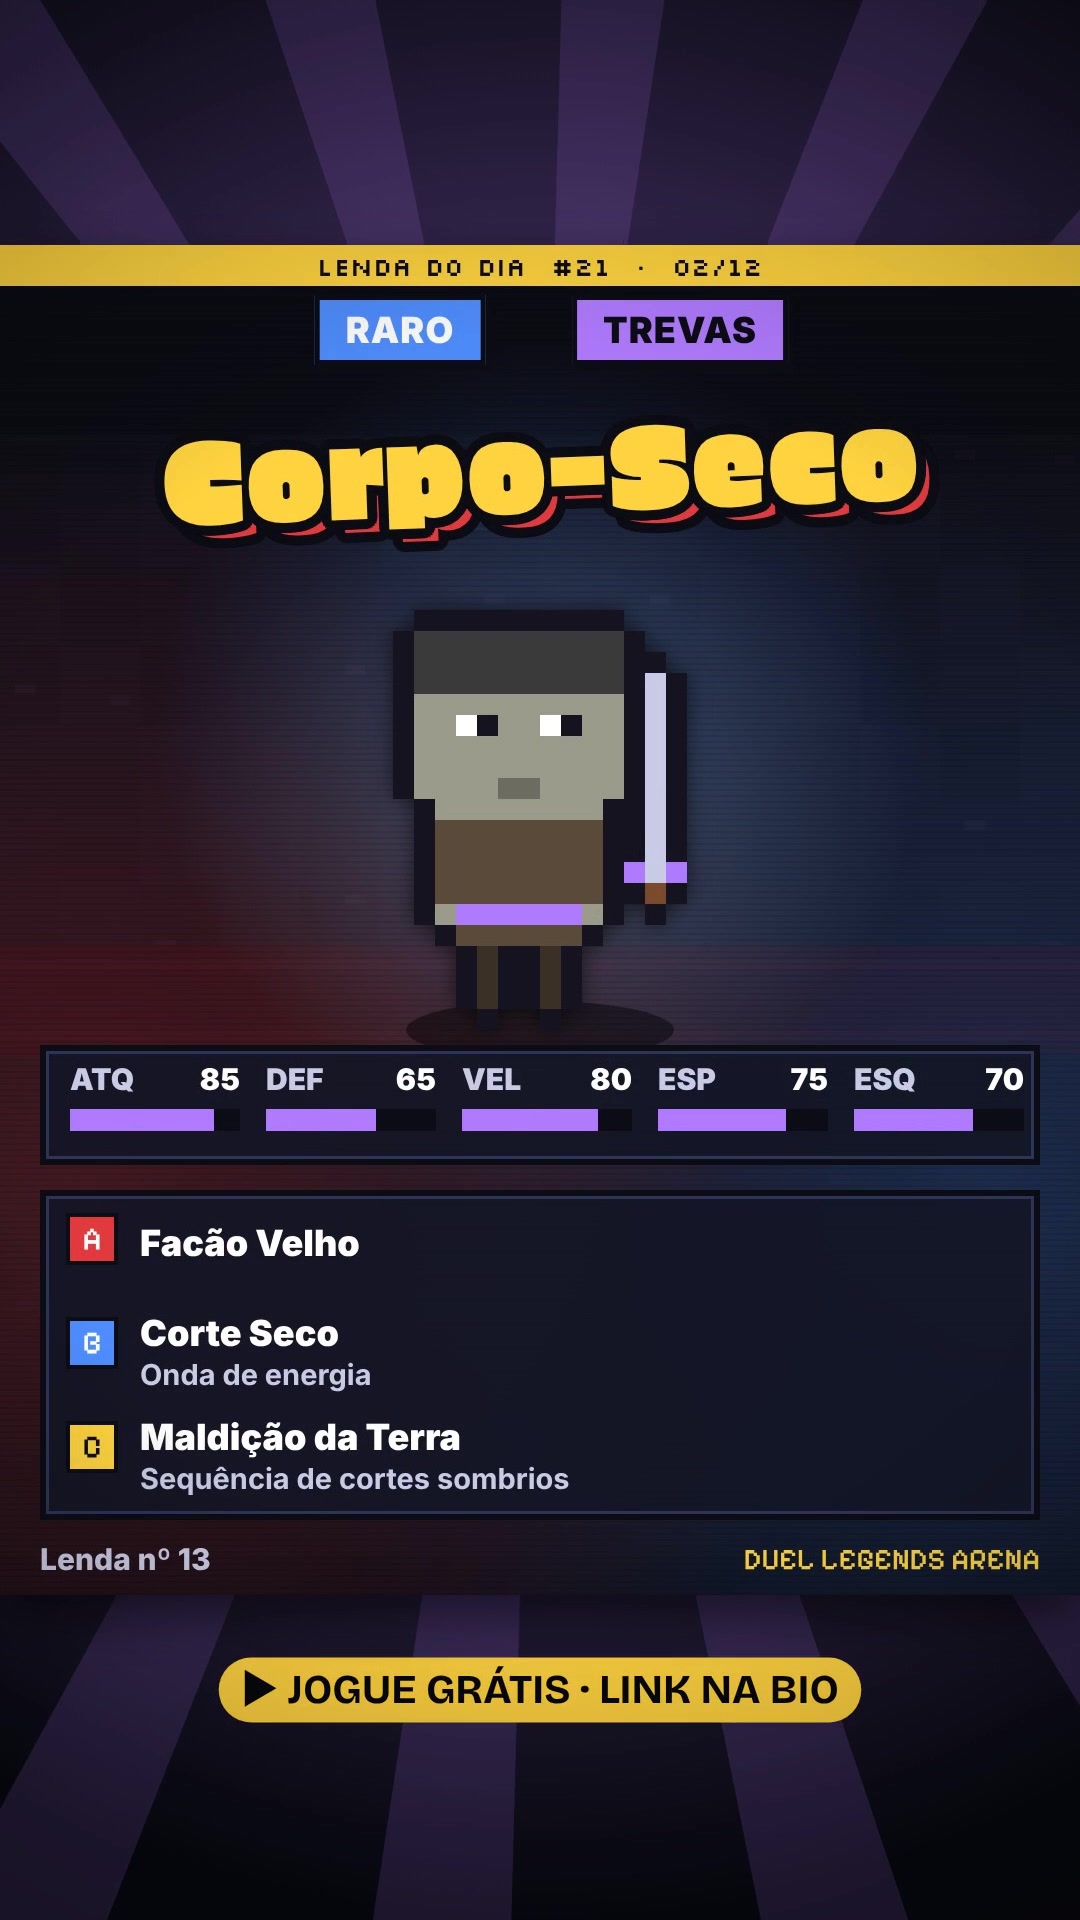 LENDA DO DIA #21 · 02/12
RARO TREVAS
Corpo-Seco
ATQ 85 DEF 65 VEL 80 ESP 75 ESQ 70
A Facão Velho
B Corte Seco
Onda de energia
C Maldição da Terra
Sequência de cortes sombrios
Lenda nº 13 DUEL LEGENDS ARENA
▶ JOGUE GRÁTIS · LINK NA BIO